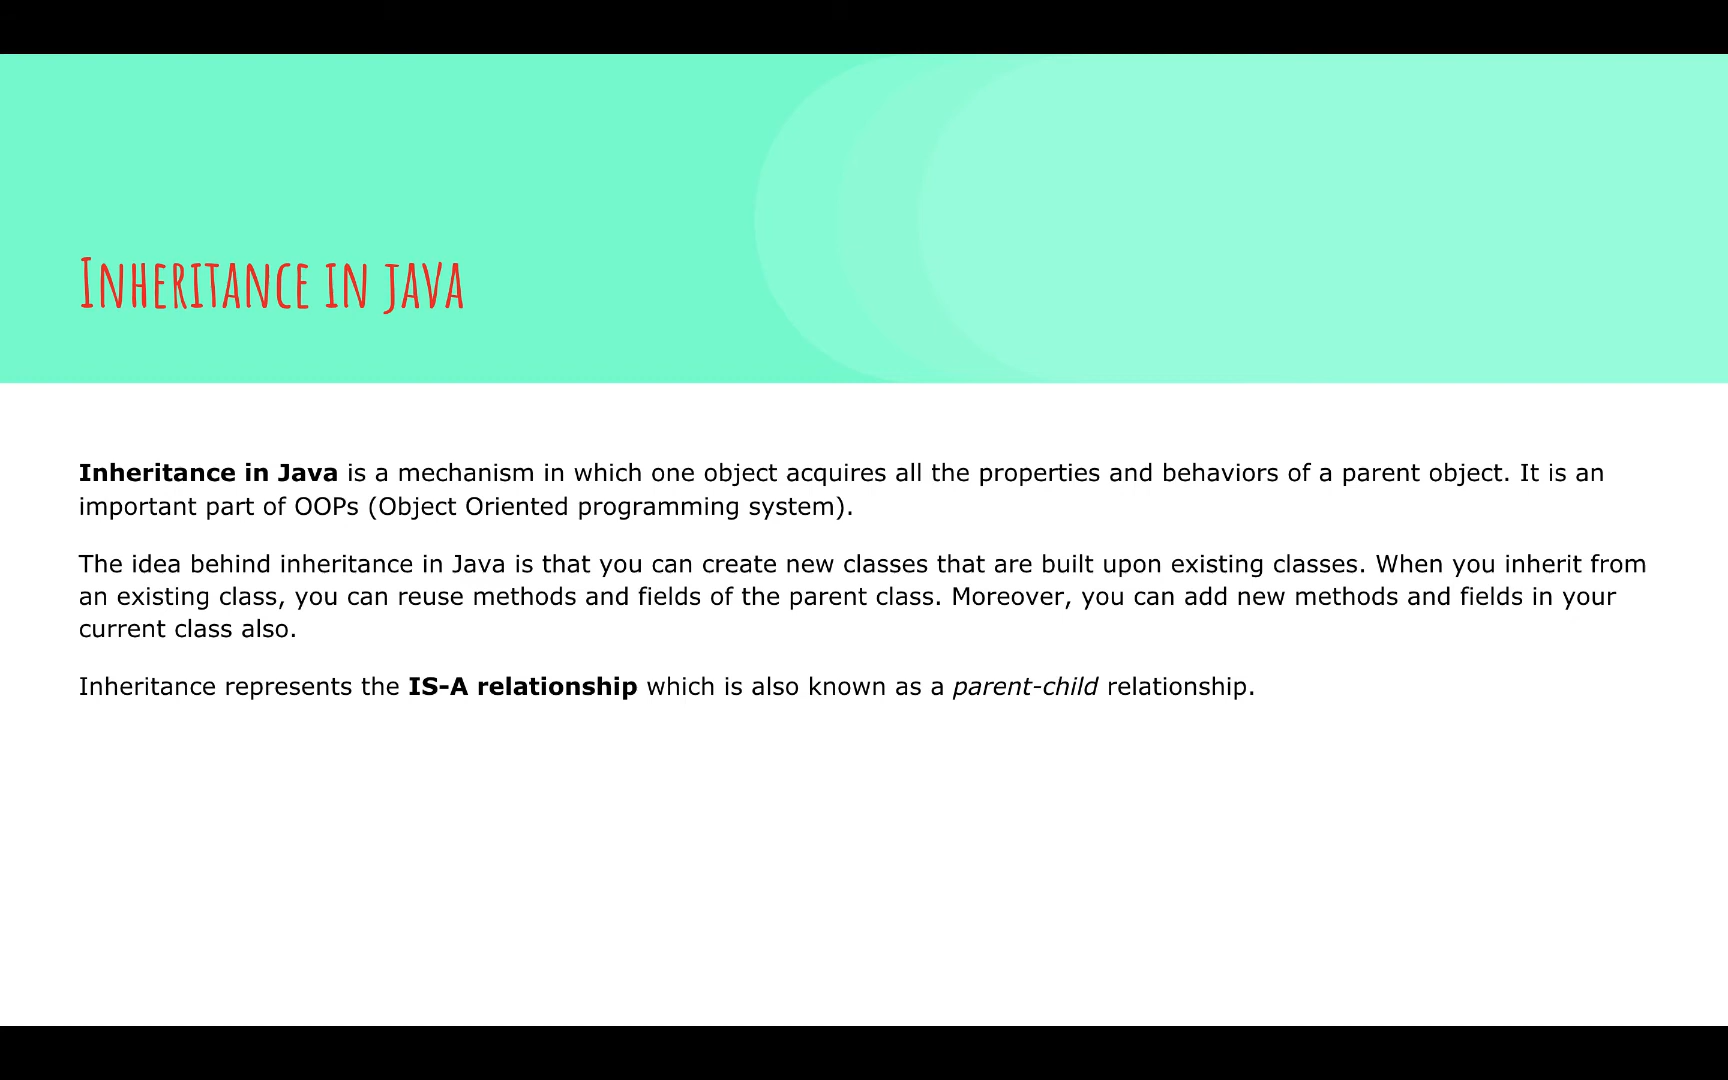 Inheritance in java
Inheritance in Java is a mechanism in which one object acquires all the properties and behaviors of a parent object. It is an
important part of OOPs (Object Oriented programming system).
The idea behind inheritance in Java is that you can create new classes that are built upon existing classes. When you inherit from
an existing class, you can reuse methods and fields of the parent class. Moreover, you can add new methods and fields in your
current class also.
Inheritance represents the IS-A relationship which is also known as a parent-child relationship.